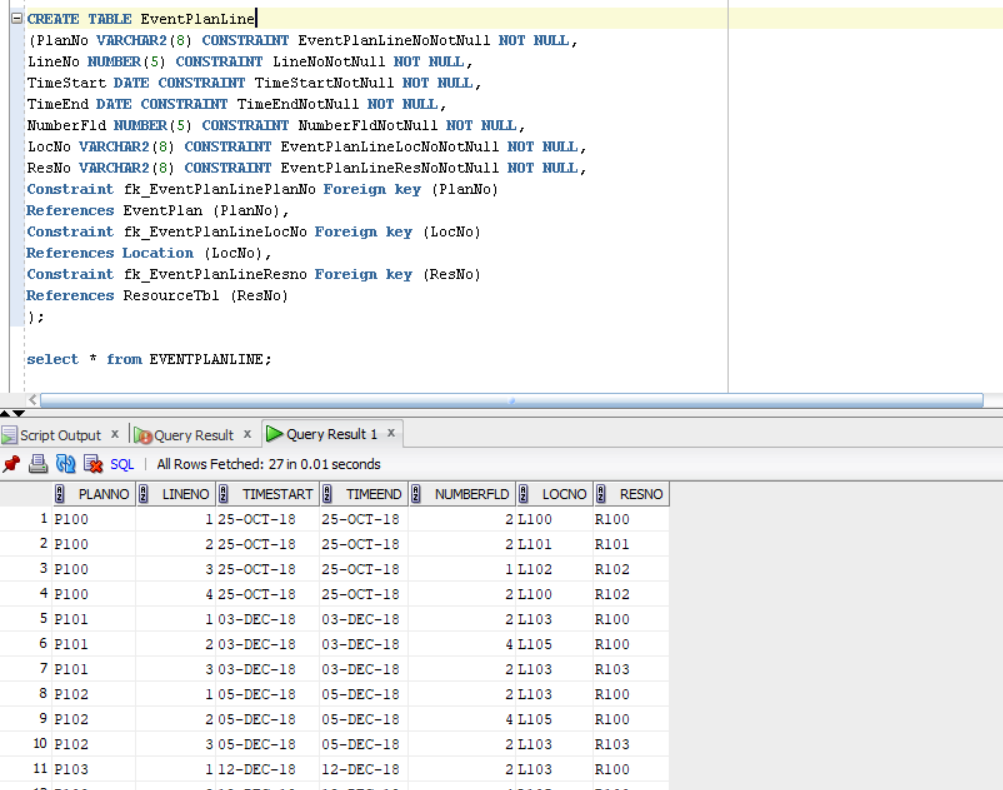 CREATE TABLE EventPlanLine
(PlanNo VARCHAR2(8) CONSTRAINT EventPlanLineNoNotNull NOT NULL,
LineNo NUMBER(5) CONSTRAINT LineNoNotNull NOT NULL,
TimeStart DATE CONSTRAINT TimeStartNotNull NOT NULL,
TimeEnd DATE CONSTRAINT TimeEndNotNull NOT NULL,
NumberFld NUMBER(5) CONSTRAINT NumberFldNotNull NOT NULL,
LocNo VARCHAR2(8) CONSTRAINT EventPlanLineLocNoNotNull NOT NULL,
ResNo VARCHAR2(8) CONSTRAINT EventPlanLineResNoNotNull NOT NULL,
Constraint fk_EventPlanLinePlanNo Foreign key (PlanNo)
References EventPlan (PlanNo),
Constraint fk_EventPlanLineLocNo Foreign key (LocNo)
References Location (LocNo),
Constraint fk_EventPlanLineResno Foreign key (ResNo)
References ResourceTbl (ResNo)
);
select * from EVENTPLANLINE;
Script Output x Query Result x Query Result 1 x
SQL | All Rows Fetched: 27 in 0.01 seconds
PLANNO LINENO TIMESTART TIMEEND NUMBERFLD LOCNO RESNO
1 P100 1 25-OCT-18 25-OCT-18 2 L100 R100
2 P100 2 25-OCT-18 25-OCT-18 2 L101 R101
3 P100 3 25-OCT-18 25-OCT-18 1 L102 R102
4 P100 4 25-OCT-18 25-OCT-18 2 L100 R102
5 P101 1 03-DEC-18 03-DEC-18 2 L103 R100
6 P101 2 03-DEC-18 03-DEC-18 4 L105 R100
7 P101 3 03-DEC-18 03-DEC-18 2 L103 R103
8 P102 1 05-DEC-18 05-DEC-18 2 L103 R100
9 P102 2 05-DEC-18 05-DEC-18 4 L105 R100
10 P102 3 05-DEC-18 05-DEC-18 2 L103 R103
11 P103 1 12-DEC-18 12-DEC-18 2 L103 R100